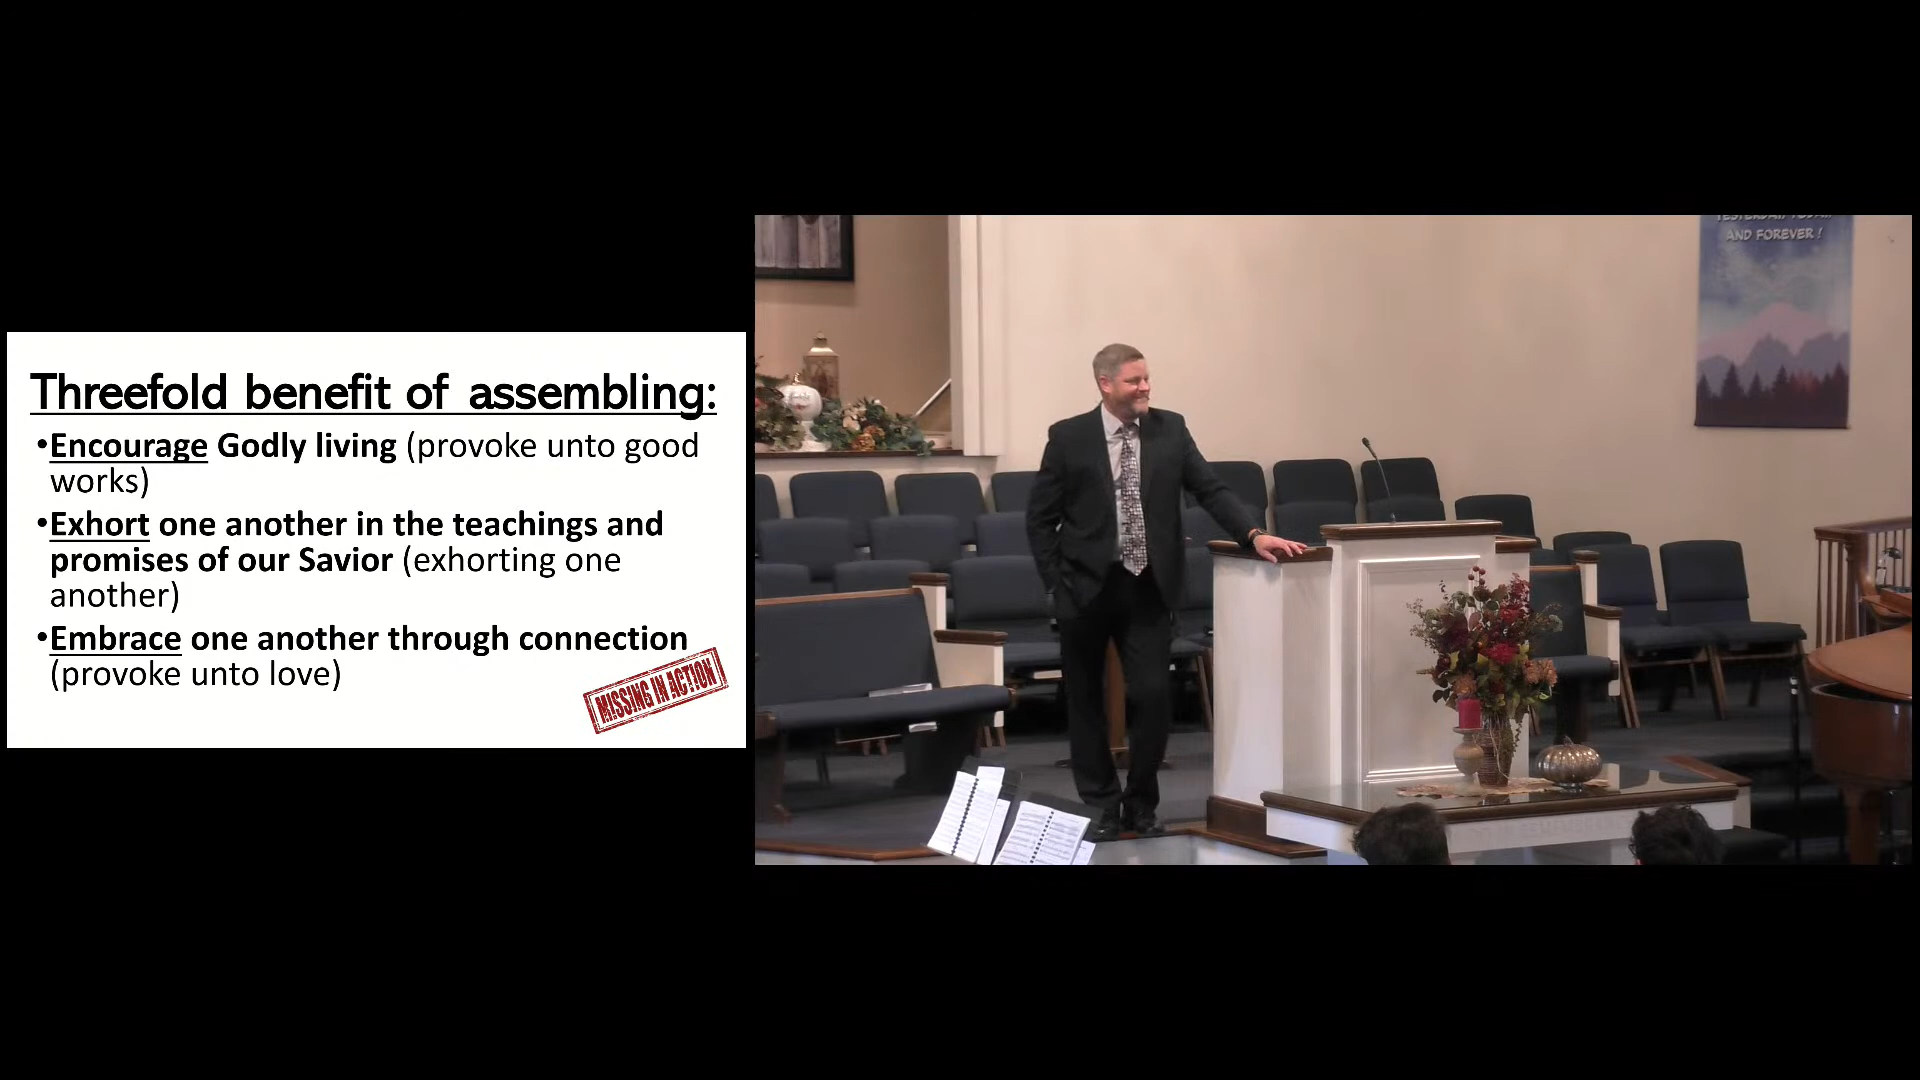 Threefold benefit of assembling:
•Encourage Godly living (provoke unto good
works)
•Exhort one another in the teachings and
promises of our Savior (exhorting one
another)
•Embrace one another through connection
(provoke unto love)
MISSING IN ACTION
YESTERDAY, TODAY
AND FOREVER!